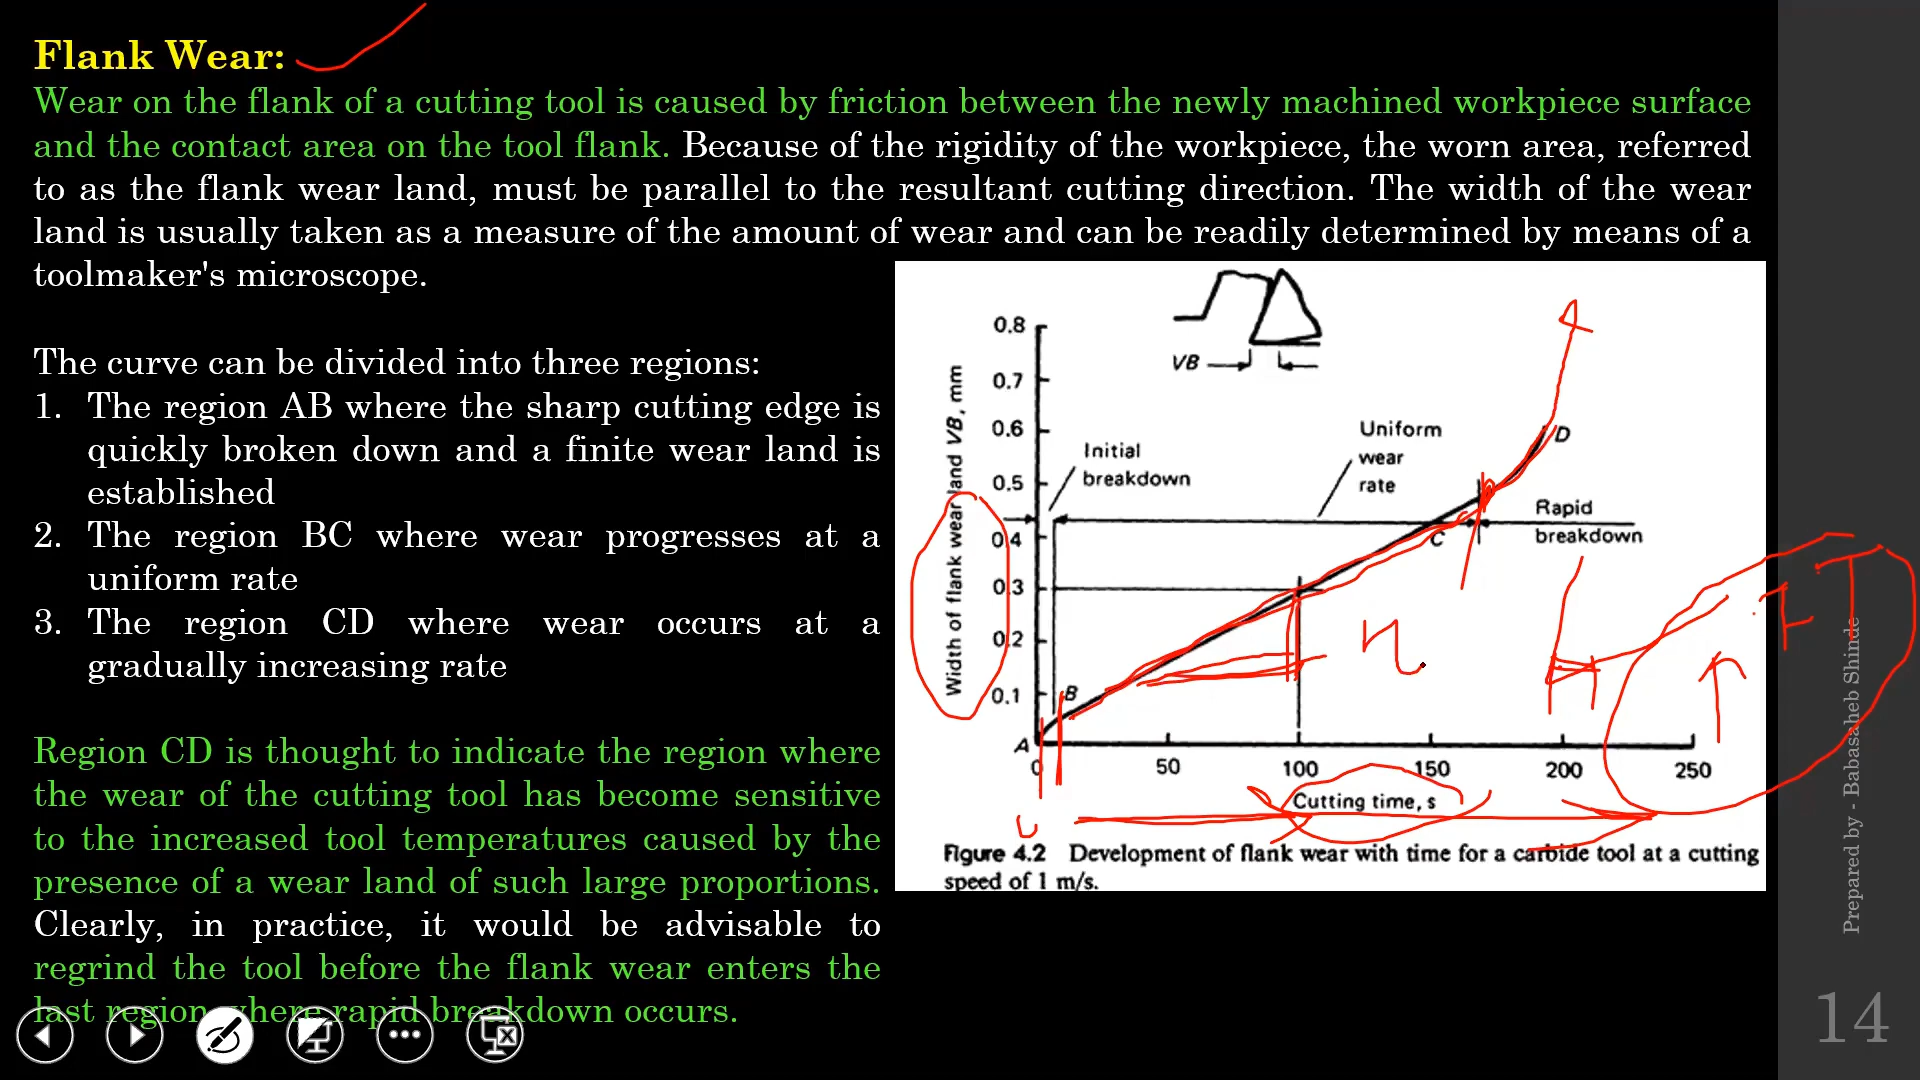 Flank Wear:
Wear on the flank of a cutting tool is caused by friction between the newly machined workpiece surface
and the contact area on the tool flank. Because of the rigidity of the workpiece, the worn area, referred
to as the flank wear land, must be parallel to the resultant cutting direction. The width of the wear
land is usually taken as a measure of the amount of wear and can be readily determined by means of a
toolmaker's microscope.
The curve can be divided into three regions:
1. The region AB where the sharp cutting edge is
quickly broken down and a finite wear land is
established
2. The region BC where wear progresses at a
uniform rate
3. The region CD where wear occurs at a
gradually increasing rate
Region CD is thought to indicate the region where
the wear of the cutting tool has become sensitive
to the increased tool temperatures caused by the
presence of a wear land of such large proportions.
Clearly, in practice, it would be advisable to
regrind the tool before the flank wear enters the
last region where rapid breakdown occurs.
VB
Width of flank wear land VB, mm
0.8
0.7
0.6
0.5
0.4
0.3
0.2
0.1
Initial
breakdown
Uniform
wear
rate
Rapid
breakdown
A
B
C
D
0 50 100 150 200 250
Cutting time, s
Figure 4.2 Development of flank wear with time for a carbide tool at a cutting
speed of 1 m/s.
Prepared by - Babasaheb Shinde
14